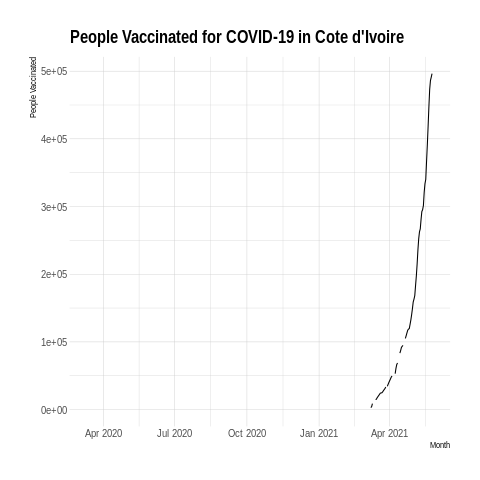 People Vaccinated for COVID-19 in Cote d'Ivoire
People Vaccinated
5e+05
4e+05
3e+05
2e+05
1e+05
0e+00
Apr 2020 Jul 2020 Oct 2020 Jan 2021 Apr 2021
Month